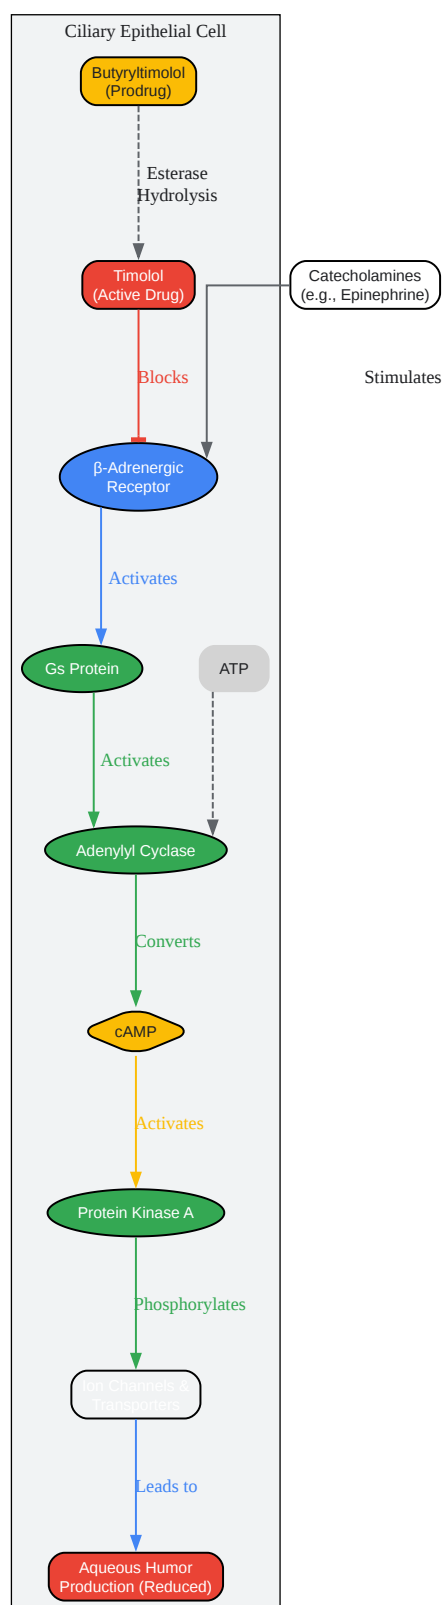 Ciliary Epithelial Cell
Butyryltimolol
(Prodrug)
Esterase
Hydrolysis
Timolol
(Active Drug)
Catecholamines
(e.g., Epinephrine)
Blocks
Stimulates
β-Adrenergic
Receptor
Activates
Gs Protein
ATP
Activates
Adenylyl Cyclase
Converts
cAMP
Activates
Protein Kinase A
Phosphorylates
Ion Channels &
Transporters
Leads to
Aqueous Humor
Production (Reduced)